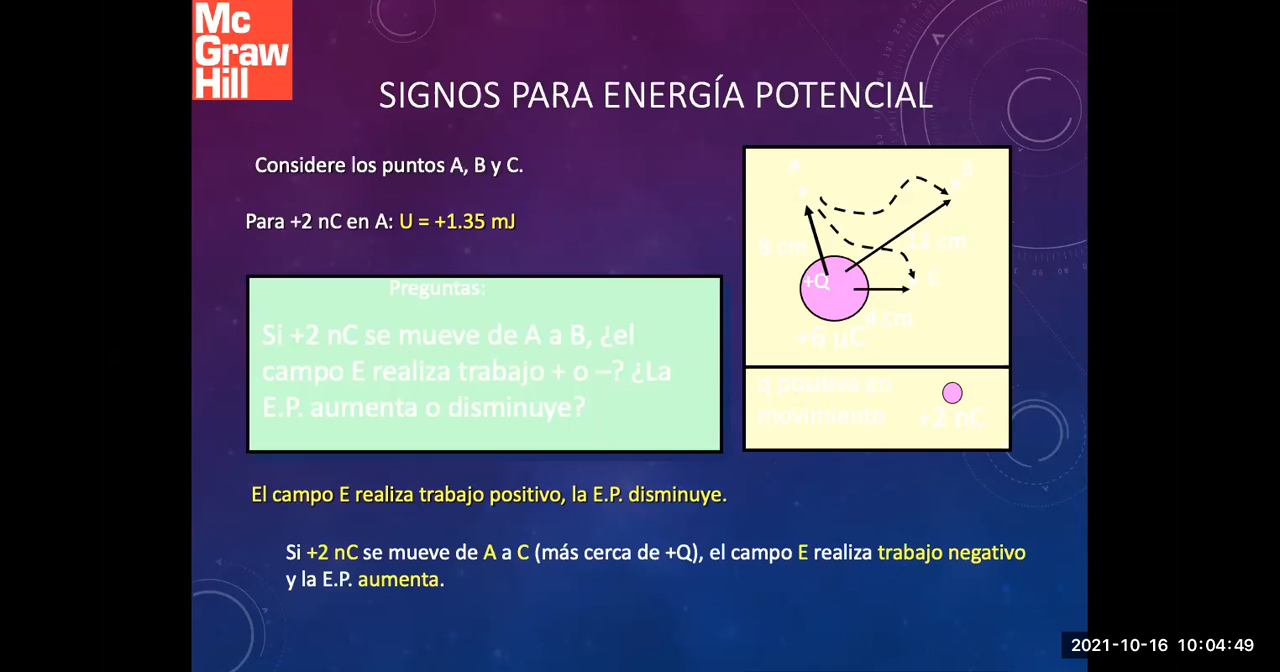 Mc
Graw
Hill
SIGNOS PARA ENERGÍA POTENCIAL
Considere los puntos A, B y C.
Para +2 nC en A: U = +1.35 mJ
Preguntas:
Si +2 nC se mueve de A a B, ¿el
campo E realiza trabajo + o –? ¿La
E.P. aumenta o disminuye?
A
B
8 cm
12 cm
+Q
C
4 cm
+6 µC
q positiva en
movimiento
+2 nC
El campo E realiza trabajo positivo, la E.P. disminuye.
Si +2 nC se mueve de A a C (más cerca de +Q), el campo E realiza trabajo negativo
y la E.P. aumenta.
2021-10-16 10:04:49